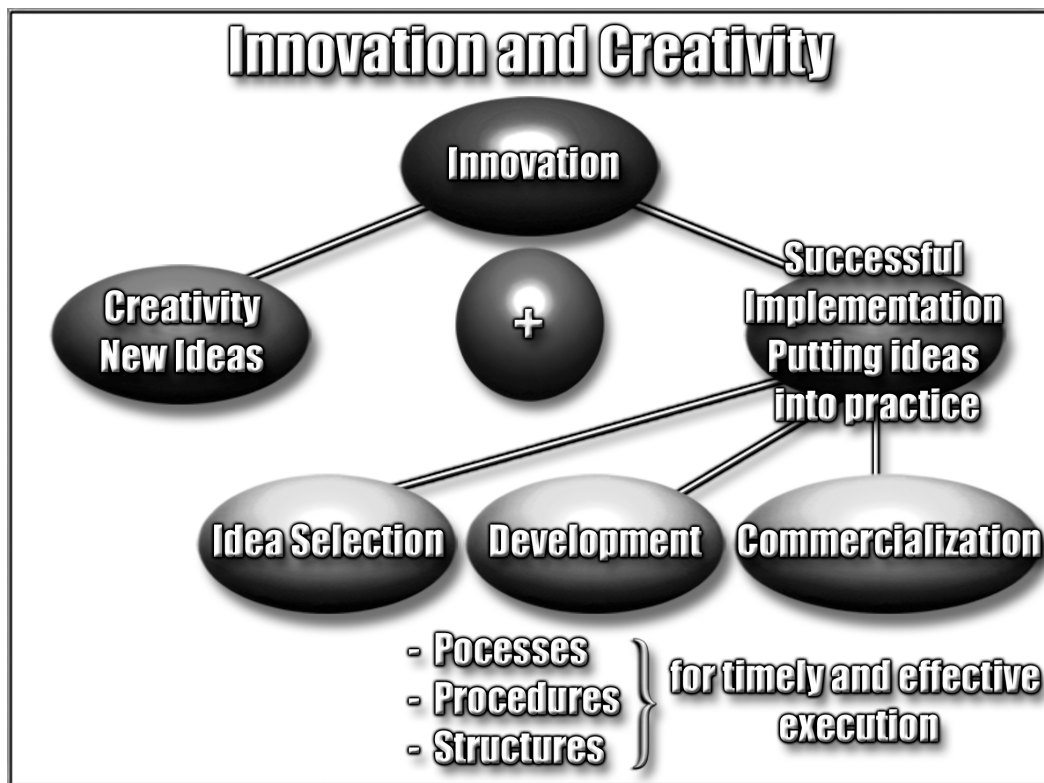 Innovation and Creativity
Innovation
Creativity
New Ideas
+
Successful
Implementation
Putting ideas
into practice
Idea Selection
Development
Commercialization
- Pocesses
- Procedures
- Structures
for timely and effective
execution